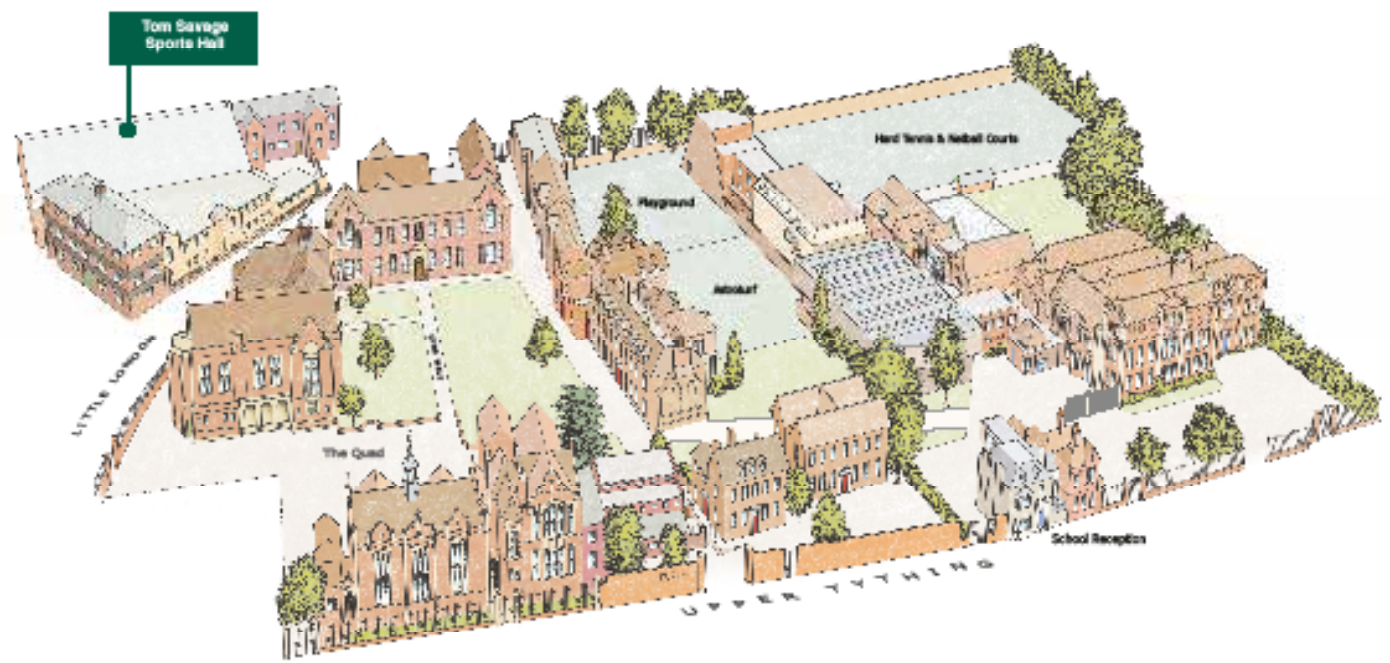 Tom Savage
Sports Hall
Hard Tennis & Netball Courts
Playground
Astroturf
LITTLE LONDON
The Quad
School Reception
UPPER TYTHING